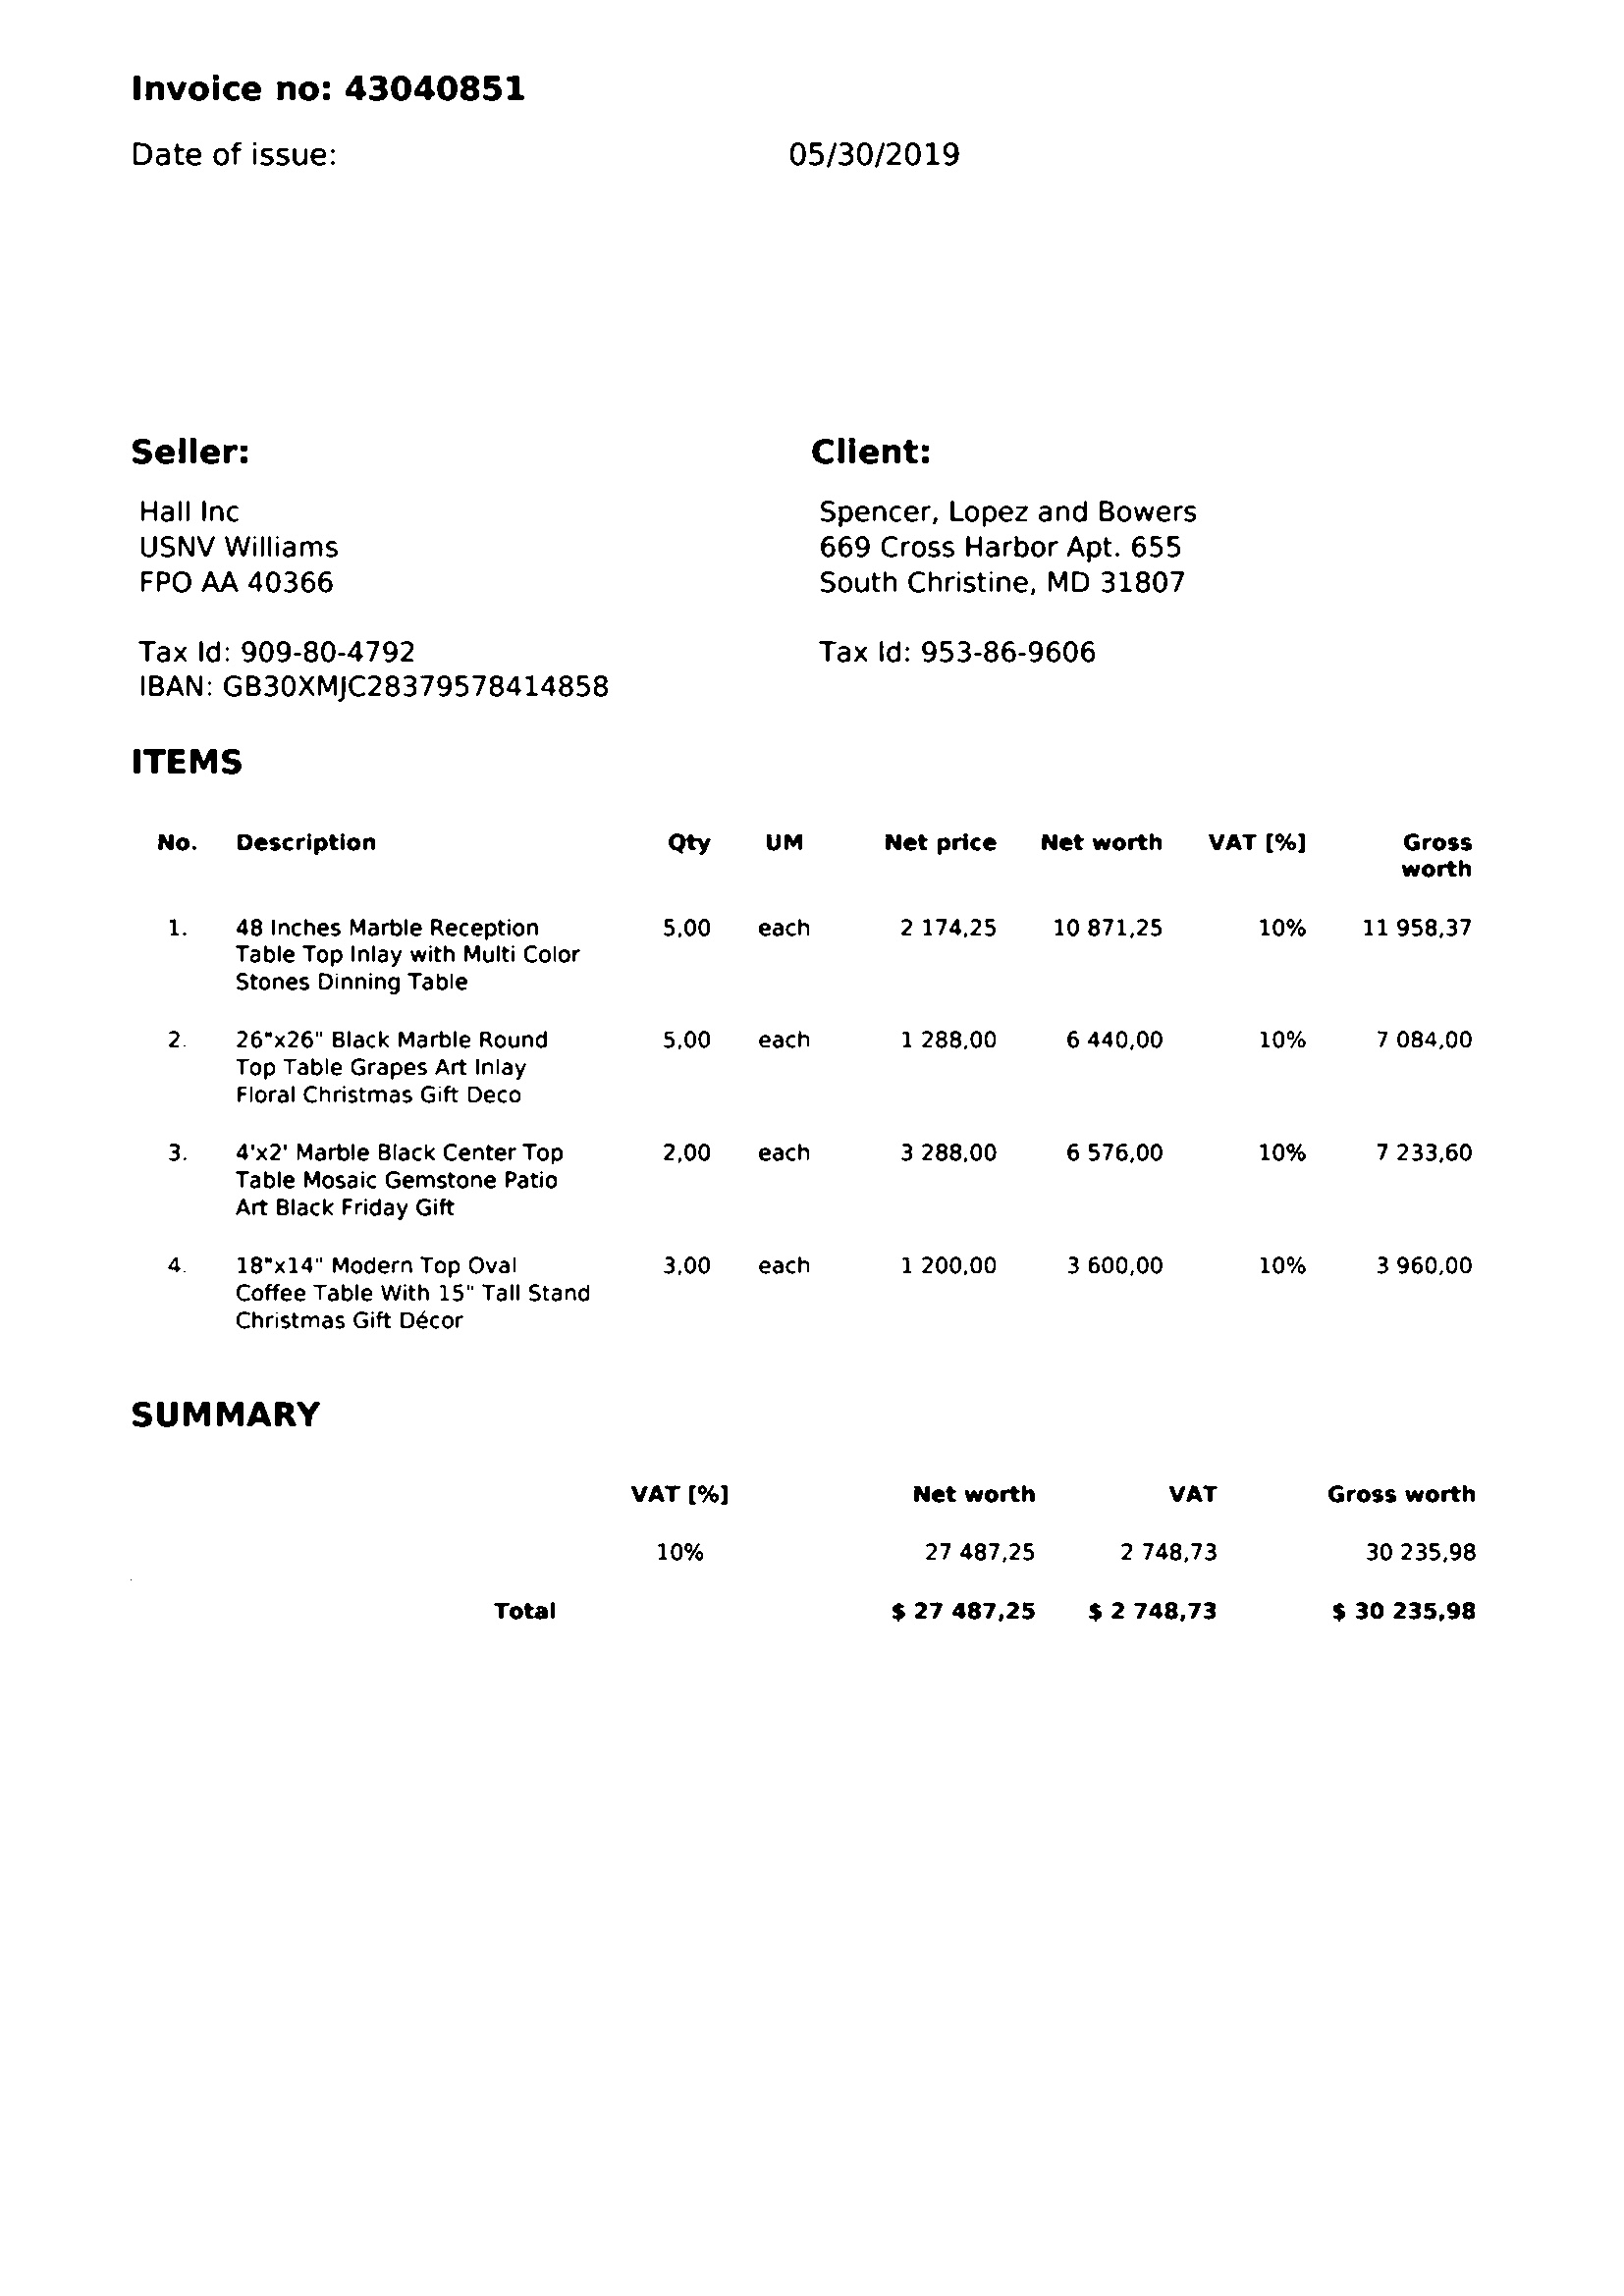 Invoice no: 43040851
Date of issue: 05/30/2019
Seller:
Hall Inc
USNV Williams
FPO AA 40366
Tax Id: 909-80-4792
IBAN: GB30XMJC28379578414858
Client:
Spencer, Lopez and Bowers
669 Cross Harbor Apt. 655
South Christine, MD 31807
Tax Id: 953-86-9606
ITEMS
No. Description Qty UM Net price Net worth VAT [%] Gross
worth
1. 48 Inches Marble Reception 5,00 each 2 174,25 10 871,25 10% 11 958,37
Table Top Inlay with Multi Color
Stones Dinning Table
2. 26"x26" Black Marble Round 5,00 each 1 288,00 6 440,00 10% 7 084,00
Top Table Grapes Art Inlay
Floral Christmas Gift Deco
3. 4'x2' Marble Black Center Top 2,00 each 3 288,00 6 576,00 10% 7 233,60
Table Mosaic Gemstone Patio
Art Black Friday Gift
4. 18"x14" Modern Top Oval 3,00 each 1 200,00 3 600,00 10% 3 960,00
Coffee Table With 15" Tall Stand
Christmas Gift Décor
SUMMARY
VAT [%] Net worth VAT Gross worth
10% 27 487,25 2 748,73 30 235,98
Total $ 27 487,25 $ 2 748,73 $ 30 235,98